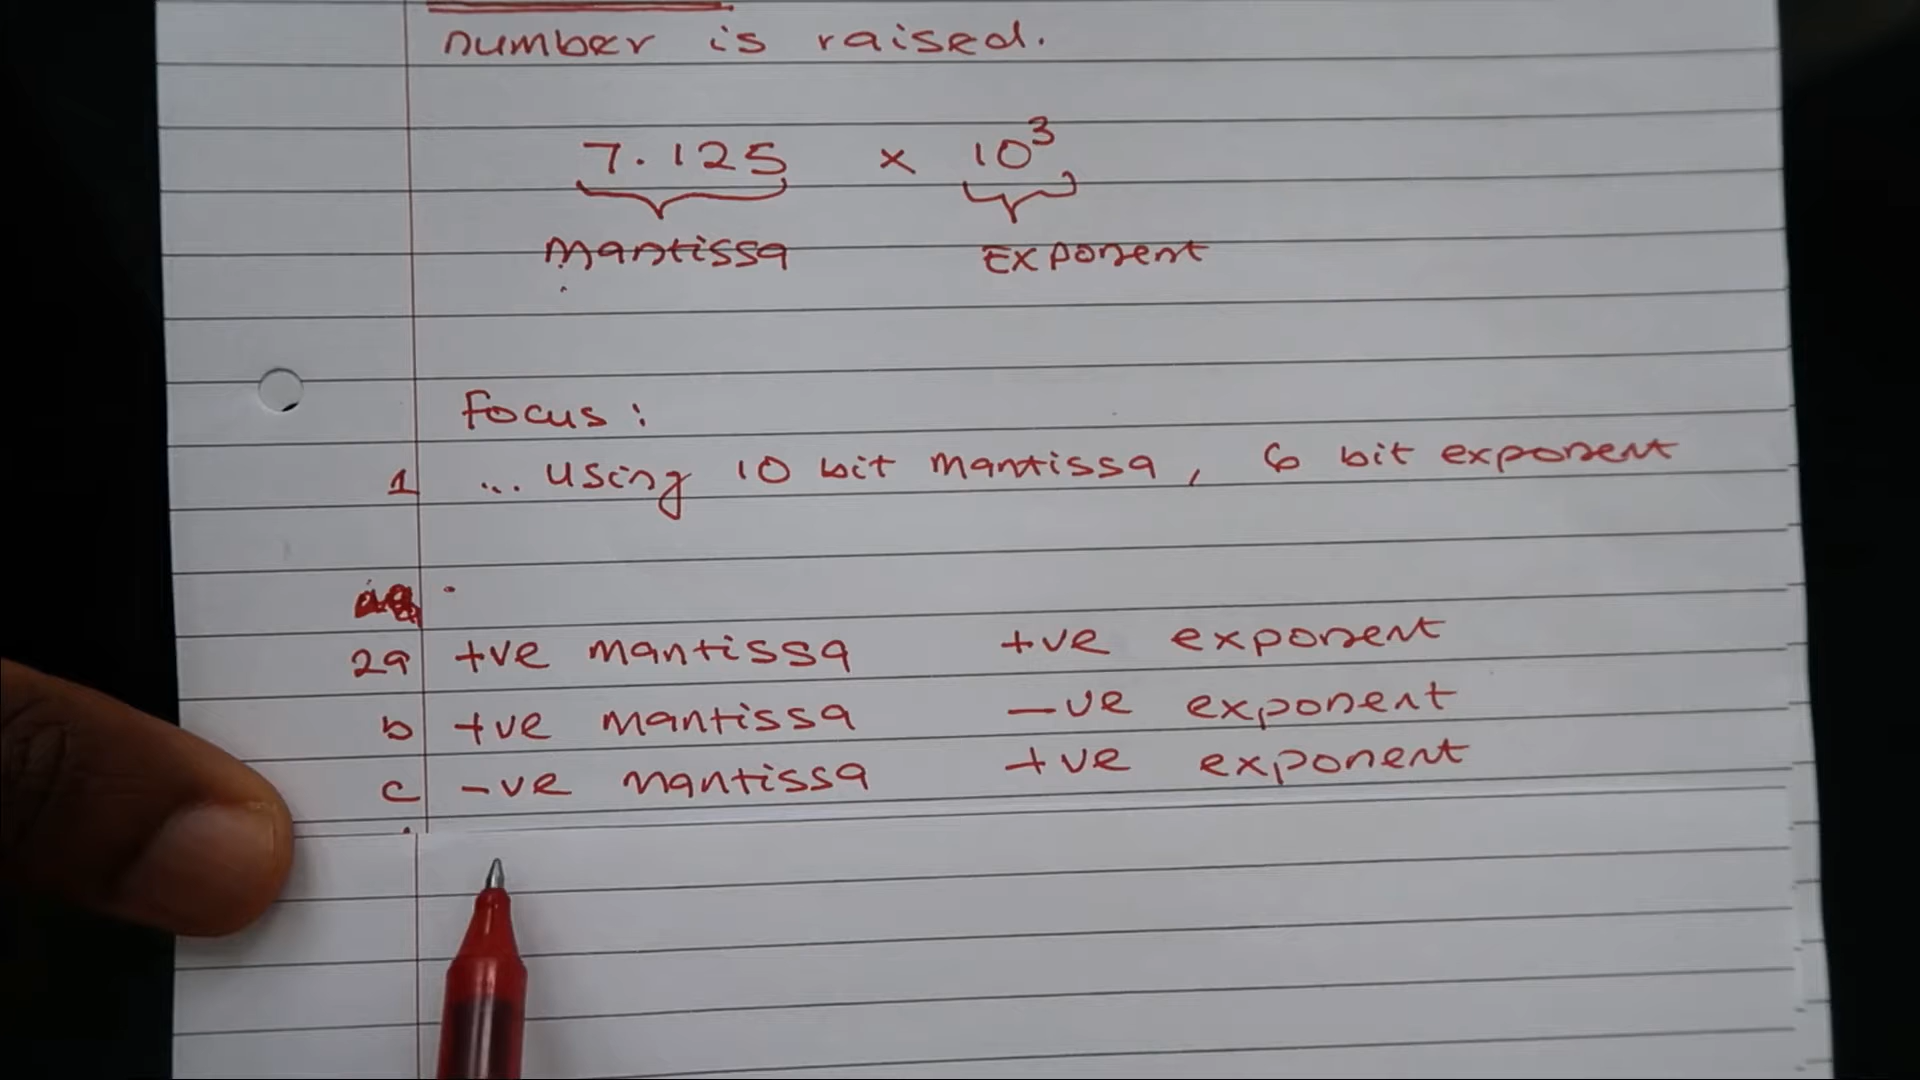 number is raised.
7.125 × 10³
Mantissa Exponent
Focus:
1 ... Using 10 bit Mantissa, 6 bit exponent
2a +ve mantissa +ve exponent
b +ve mantissa -ve exponent
c -ve mantissa +ve exponent